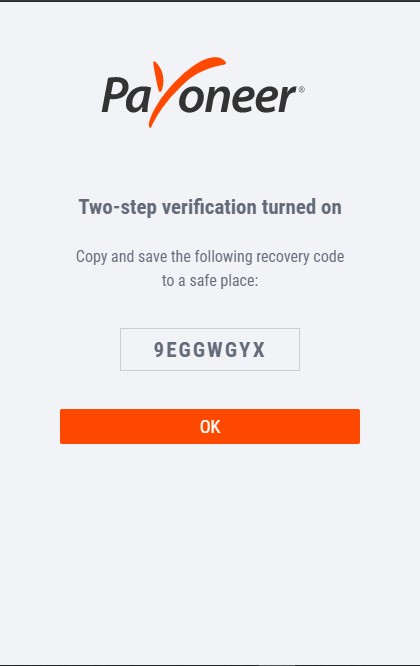 Payoneer®
Two-step verification turned on
Copy and save the following recovery code
to a safe place:
9EGGWGYX
OK